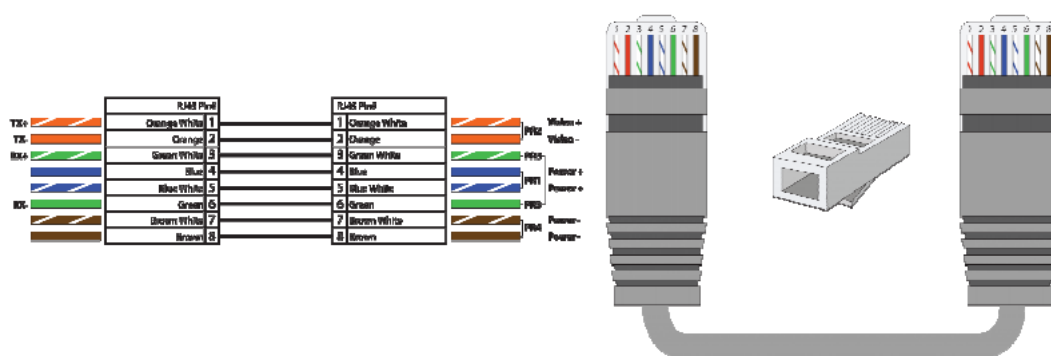 RJ45 Pin# RJ45 Pin#
TX+ Orange White 1 1 Orange White Video +
TX- Orange 2 2 Orange PR2 Video -
RX+ Green White 3 3 Green White PR3
Blue 4 4 Blue Power +
Blue White 5 5 Blue White PR1 Power +
RX- Green 6 6 Green PR3
Brown White 7 7 Brown White Power-
Brown 8 8 Brown PR4 Power-
1 2 3 4 5 6 7 8
1 2 3 4 5 6 7 8